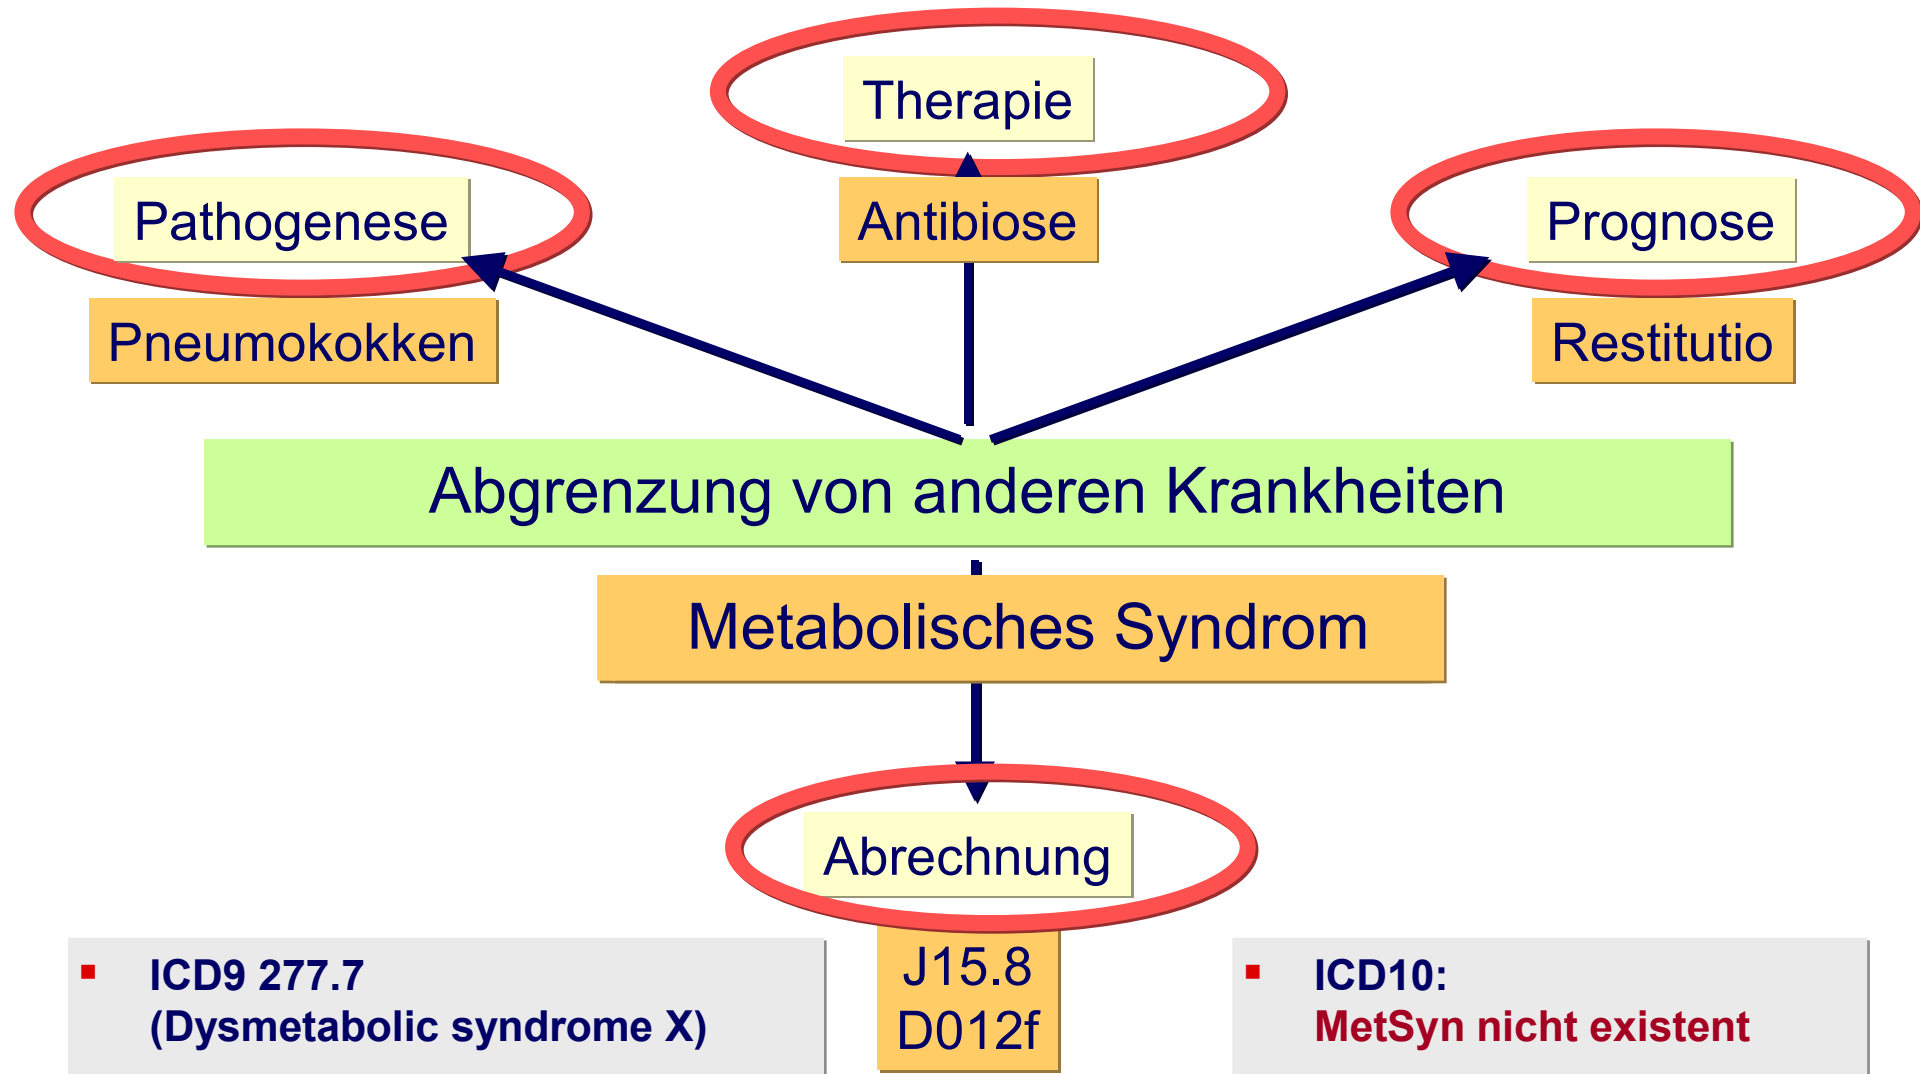 Therapie
Pathogenese
Antibiose
Prognose
Pneumokokken
Restitutio
Abgrenzung von anderen Krankheiten
Metabolisches Syndrom
Abrechnung
J15.8
D012f
ICD9 277.7
(Dysmetabolic syndrome X)
ICD10:
MetSyn nicht existent